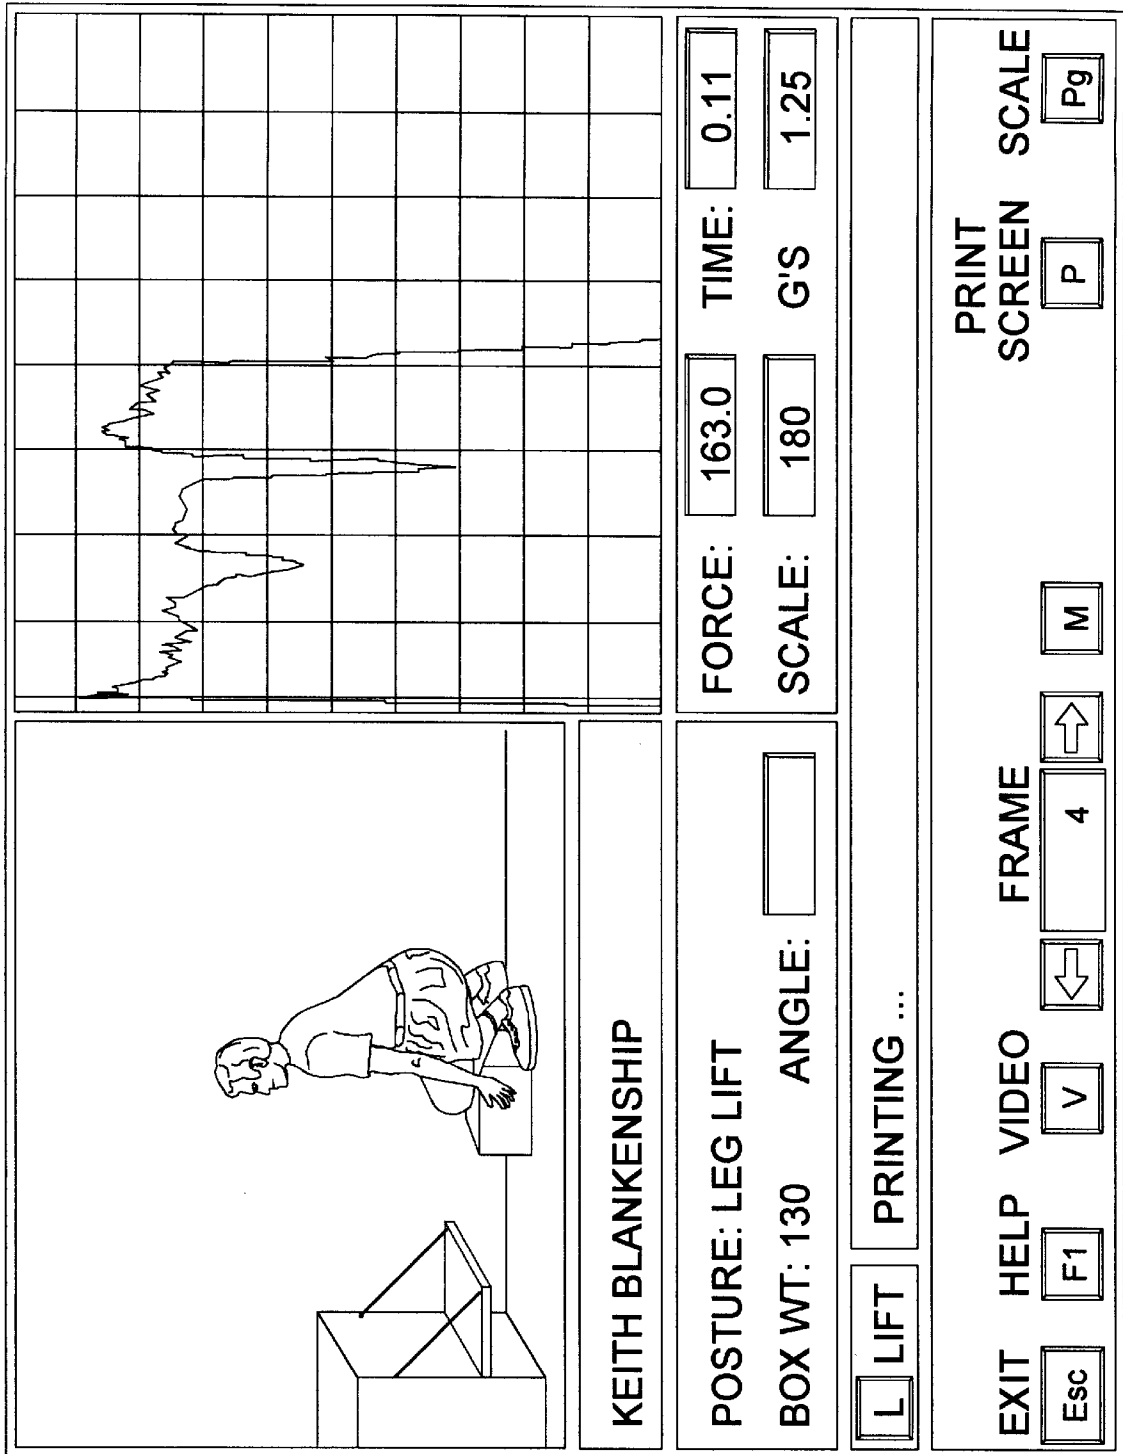 KEITH BLANKENSHIP
POSTURE: LEG LIFT
BOX WT: 130 ANGLE:
FORCE: 163.0 TIME: 0.11
SCALE: 180 G'S 1.25
L LIFT PRINTING ...
EXIT HELP VIDEO FRAME PRINT SCREEN SCALE
Esc F1 V 4 M P Pg